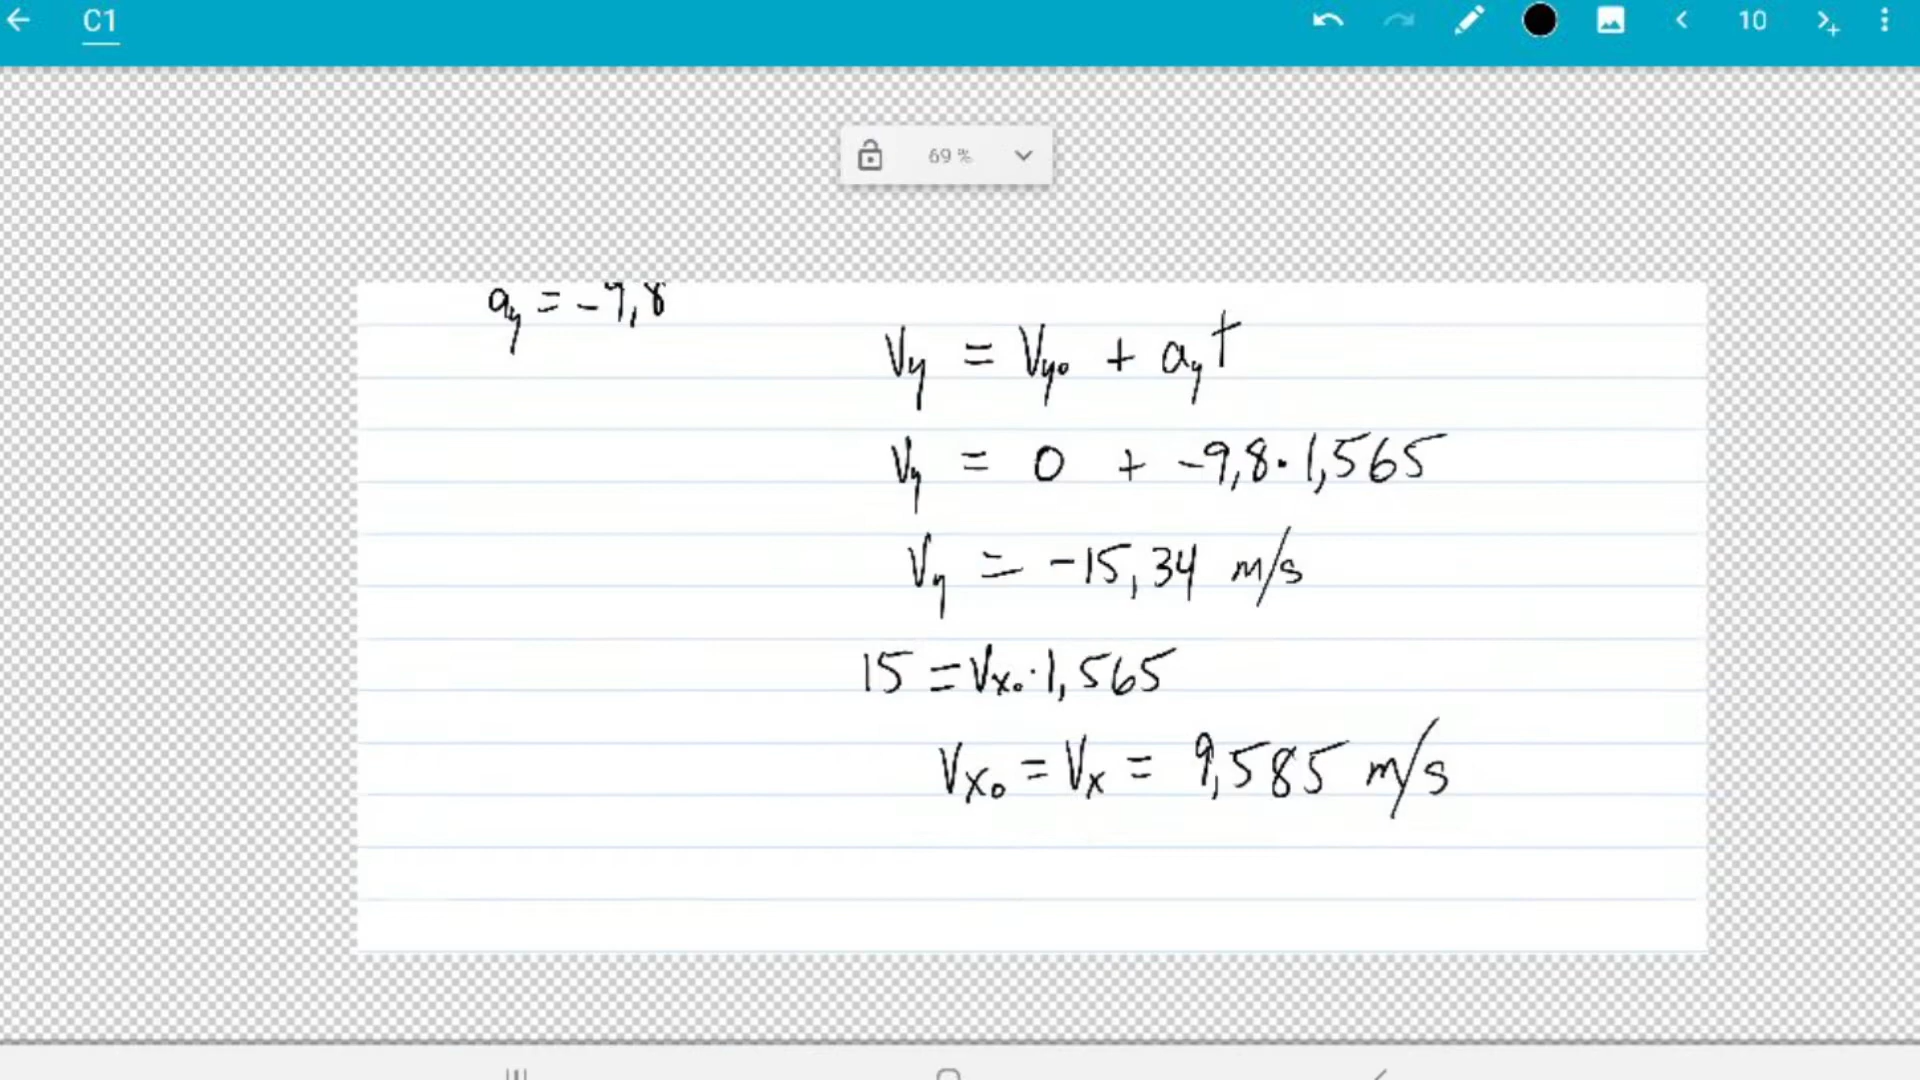 C1
10
69 %
ay = -9,8
Vy = Vyo + ay t
Vy = 0 + -9,8·1,565
Vy = -15,34 m/s
15 = Vxo·1,565
Vxo = Vx = 9,585 m/s